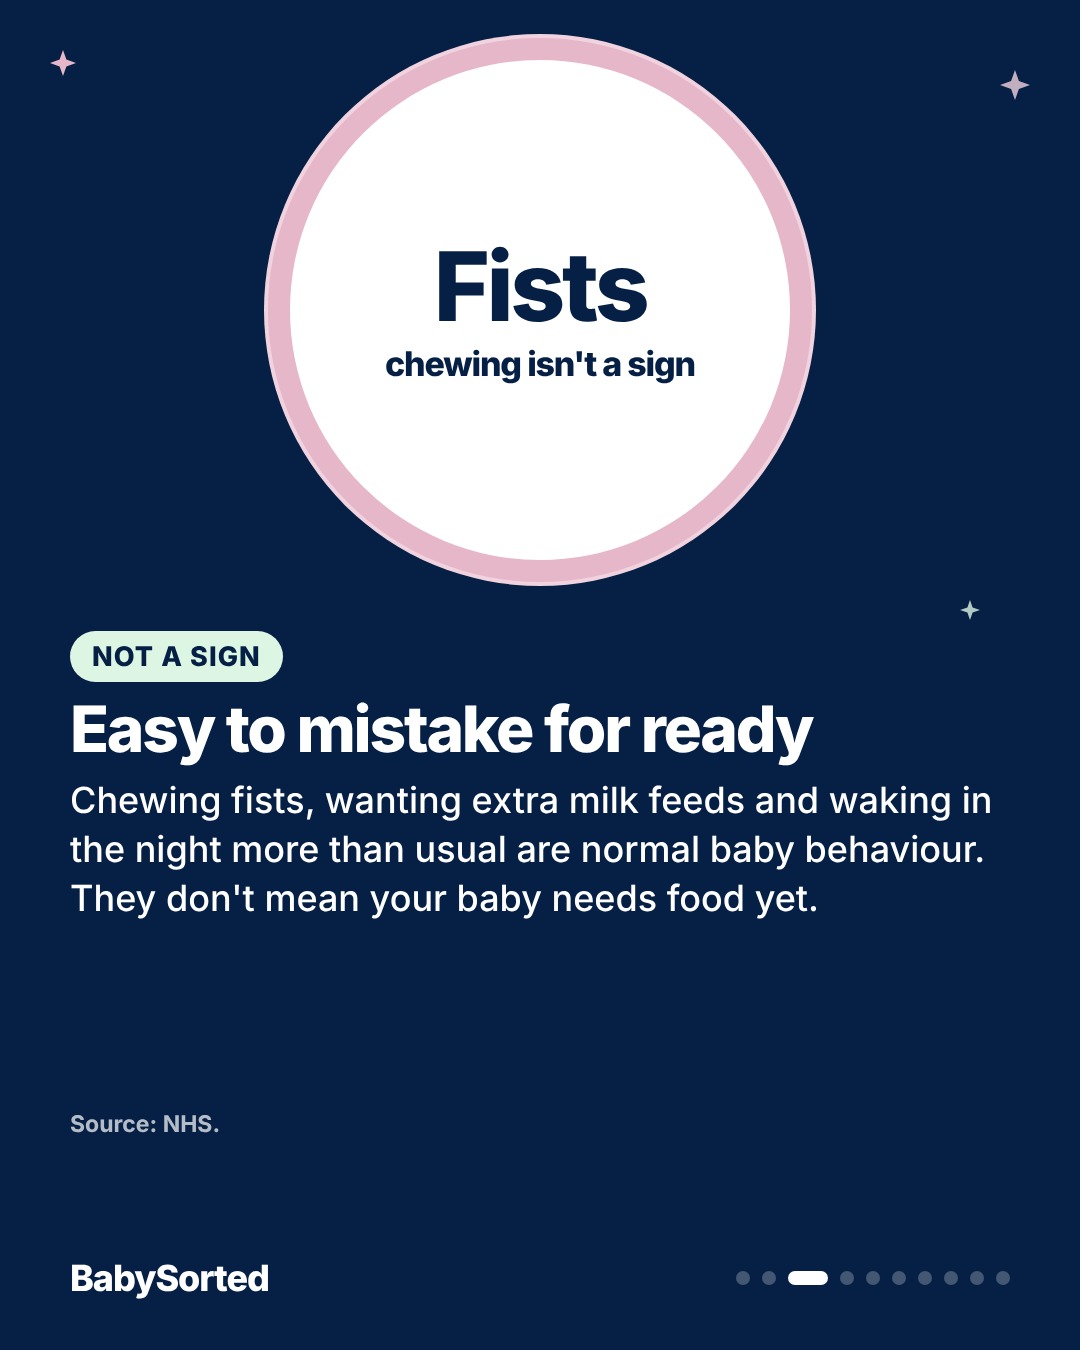 Fists
chewing isn't a sign
NOT A SIGN
Easy to mistake for ready
Chewing fists, wanting extra milk feeds and waking in
the night more than usual are normal baby behaviour.
They don't mean your baby needs food yet.
Source: NHS.
BabySorted